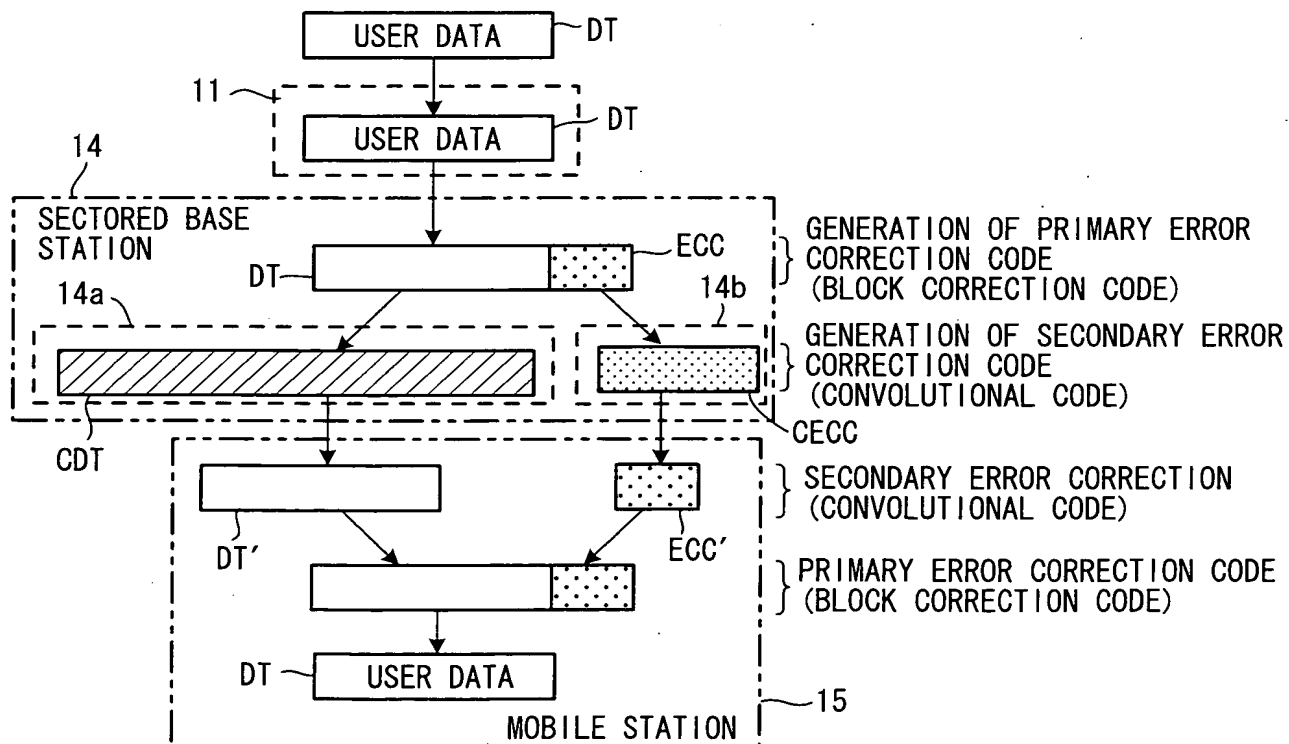 USER DATA
DT
11
USER DATA
DT
14
SECTORED BASE
STATION
DT
ECC
GENERATION OF PRIMARY ERROR
CORRECTION CODE
(BLOCK CORRECTION CODE)
14a
14b
GENERATION OF SECONDARY ERROR
CORRECTION CODE
(CONVOLUTIONAL CODE)
CDT
CECC
SECONDARY ERROR CORRECTION
(CONVOLUTIONAL CODE)
DT′
ECC′
PRIMARY ERROR CORRECTION CODE
(BLOCK CORRECTION CODE)
DT
USER DATA
15
MOBILE STATION